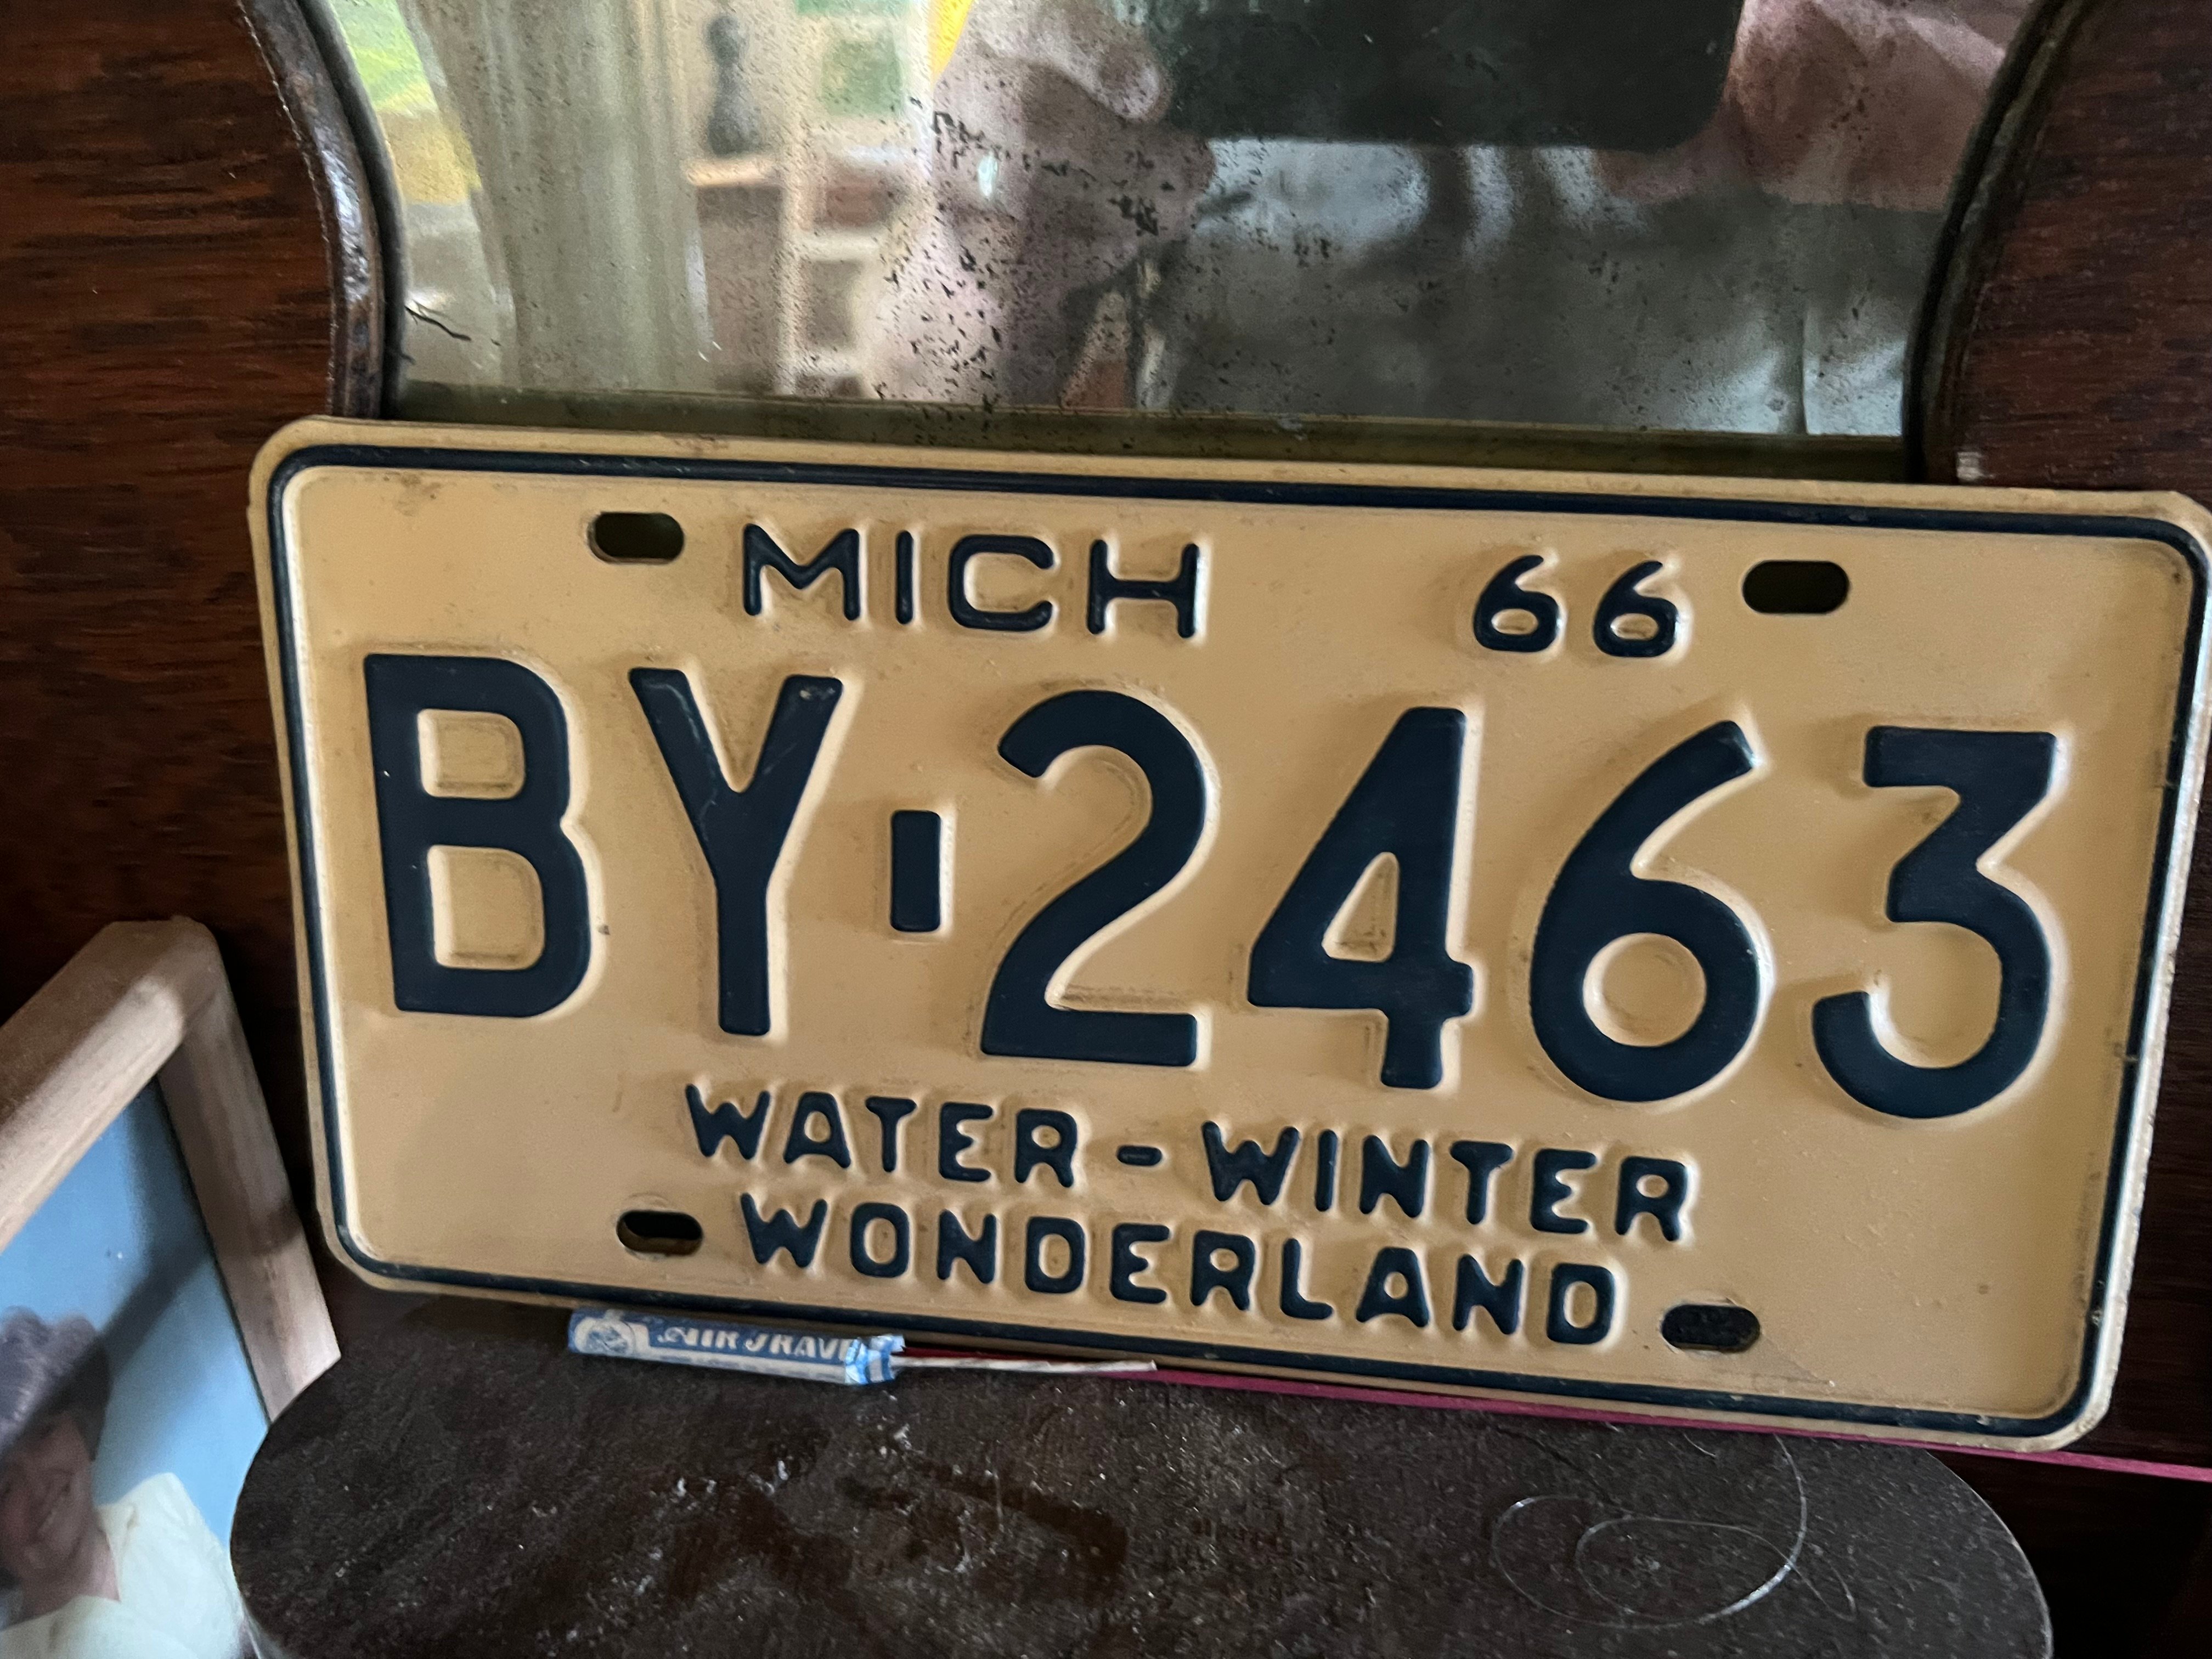 MICH 66
BY-2463
WATER-WINTER
WONDERLAND